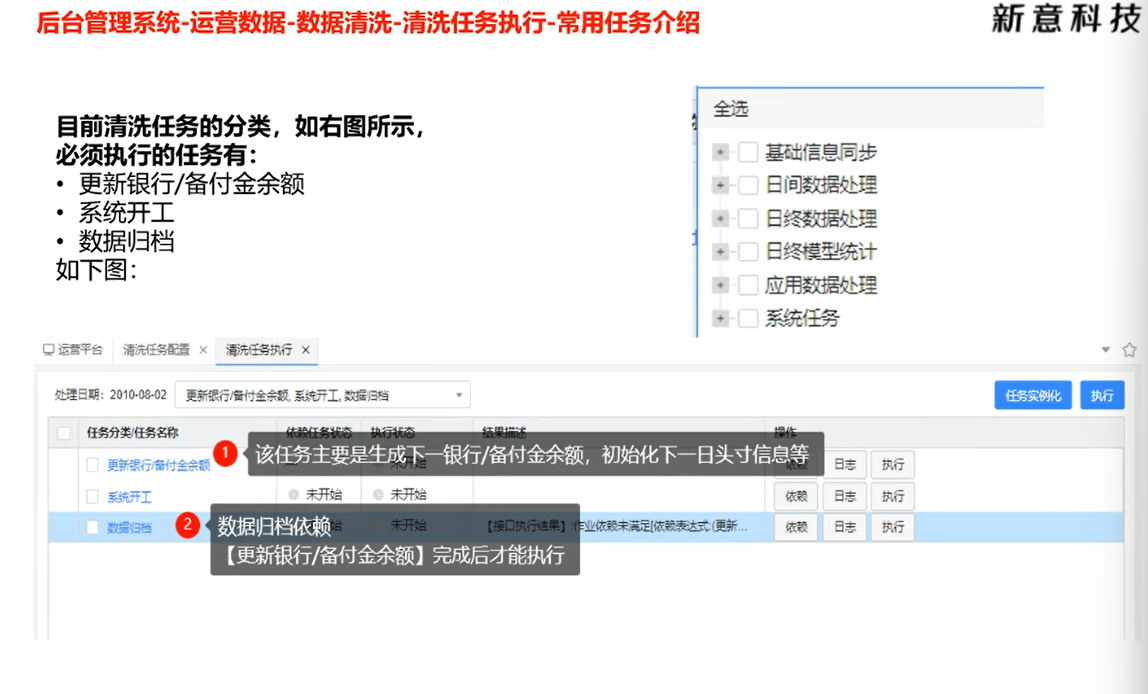 后台管理系统-运营数据-数据清洗-清洗任务执行-常用任务介绍
新意科技
目前清洗任务的分类，如右图所示，
必须执行的任务有：
• 更新银行/备付金余额
• 系统开工
• 数据归档
如下图：
全选
基础信息同步
日间数据处理
日终数据处理
日终模型统计
应用数据处理
系统任务
运营平台 清洗任务配置 × 清洗任务执行 ×
处理日期：2010-08-02 更新银行/备付金余额, 系统开工, 数据归档 任务实例化 执行
任务分类/任务名称 依赖任务状态 执行状态 结果描述 操作
更新银行/备付金余额 未开始 依赖 日志 执行
1 该任务主要是生成下一银行/备付金余额，初始化下一日头寸信息等
系统开工 未开始 未开始 依赖 日志 执行
数据归档 未开始 【接口执行结果】:作业依赖未满足[依赖表达式:(更新... 依赖 日志 执行
2 数据归档依赖
【更新银行/备付金余额】完成后才能执行